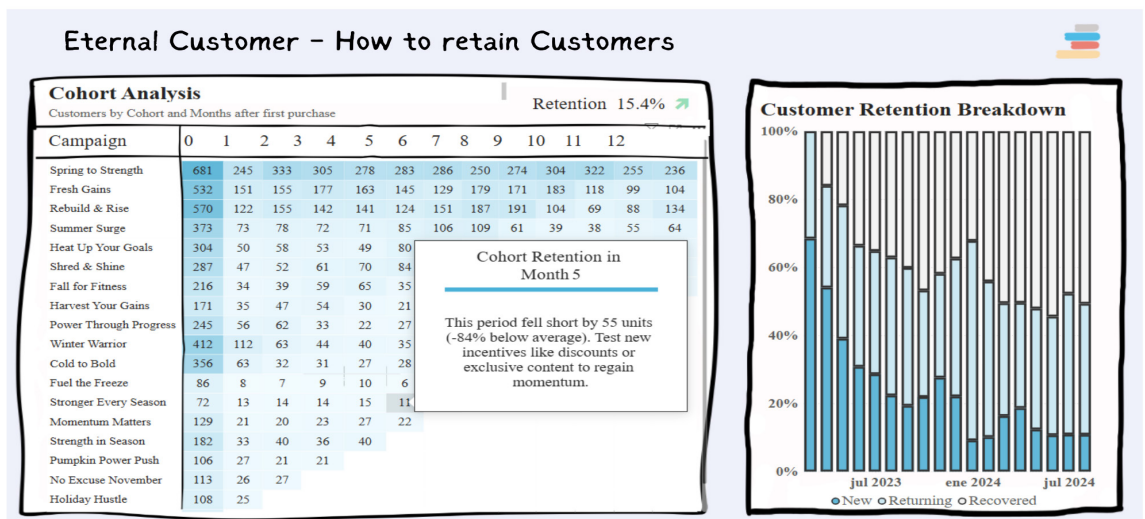 Eternal Customer – How to retain Customers
Cohort Analysis
Customers by Cohort and Months after first purchase
Retention 15.4%
Campaign 0 1 2 3 4 5 6 7 8 9 10 11 12
Spring to Strength 681 245 333 305 278 283 286 250 274 304 322 255 236
Fresh Gains 532 151 155 177 163 145 129 179 171 183 118 99 104
Rebuild & Rise 570 122 155 142 141 124 151 187 191 104 69 88 134
Summer Surge 373 73 78 72 71 85 106 109 61 39 38 55 64
Heat Up Your Goals 304 50 58 53 49 80
Shred & Shine 287 47 52 61 70 84
Fall for Fitness 216 34 39 59 65 35
Harvest Your Gains 171 35 47 54 30 21
Power Through Progress 245 56 62 33 22 27
Winter Warrior 412 112 63 44 40 35
Cold to Bold 356 63 32 31 27 28
Fuel the Freeze 86 8 7 9 10 6
Stronger Every Season 72 13 14 14 15 11
Momentum Matters 129 21 20 23 27 22
Strength in Season 182 33 40 36 40
Pumpkin Power Push 106 27 21 21
No Excuse November 113 26 27
Holiday Hustle 108 25
Cohort Retention in
Month 5
This period fell short by 55 units
(-84% below average). Test new
incentives like discounts or
exclusive content to regain
momentum.
Customer Retention Breakdown
100%
80%
60%
40%
20%
0%
jul 2023 ene 2024 jul 2024
New Returning Recovered